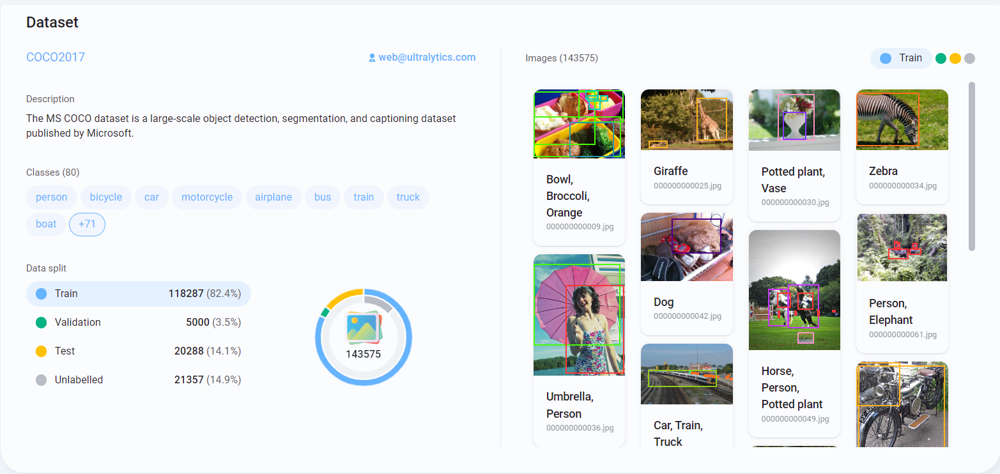 Dataset
COCO2017
web@ultralytics.com
Description
The MS COCO dataset is a large-scale object detection, segmentation, and captioning dataset
published by Microsoft.
Classes (80)
person bicycle car motorcycle airplane bus train truck
boat +71
Data split
Train 118287 (82.4%)
Validation 5000 (3.5%)
Test 20288 (14.1%)
Unlabelled 21357 (14.9%)
143575
Images (143575)
Train
Bowl,
Broccoli,
Orange
000000000009.jpg
Umbrella,
Person
000000000036.jpg
Giraffe
000000000025.jpg
Dog
000000000042.jpg
Car, Train,
Truck
Potted plant,
Vase
000000000030.jpg
Horse,
Person,
Potted plant
000000000049.jpg
Zebra
000000000034.jpg
Person,
Elephant
000000000061.jpg